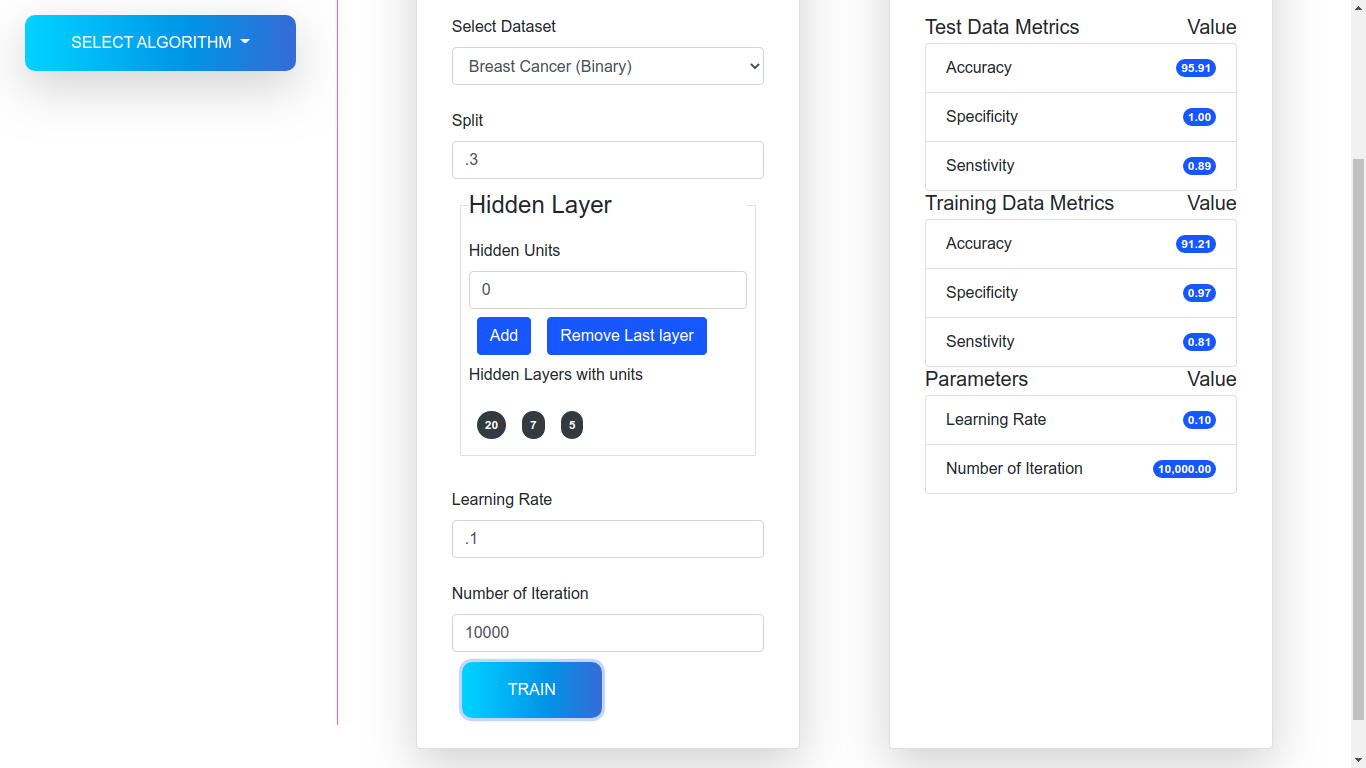 SELECT ALGORITHM
Select Dataset
Breast Cancer (Binary)
Split
.3
Hidden Layer
Hidden Units
0
Add Remove Last layer
Hidden Layers with units
20 7 5
Learning Rate
.1
Number of Iteration
10000
TRAIN
Test Data Metrics Value
Accuracy 95.91
Specificity 1.00
Senstivity 0.89
Training Data Metrics Value
Accuracy 91.21
Specificity 0.97
Senstivity 0.81
Parameters Value
Learning Rate 0.10
Number of Iteration 10,000.00